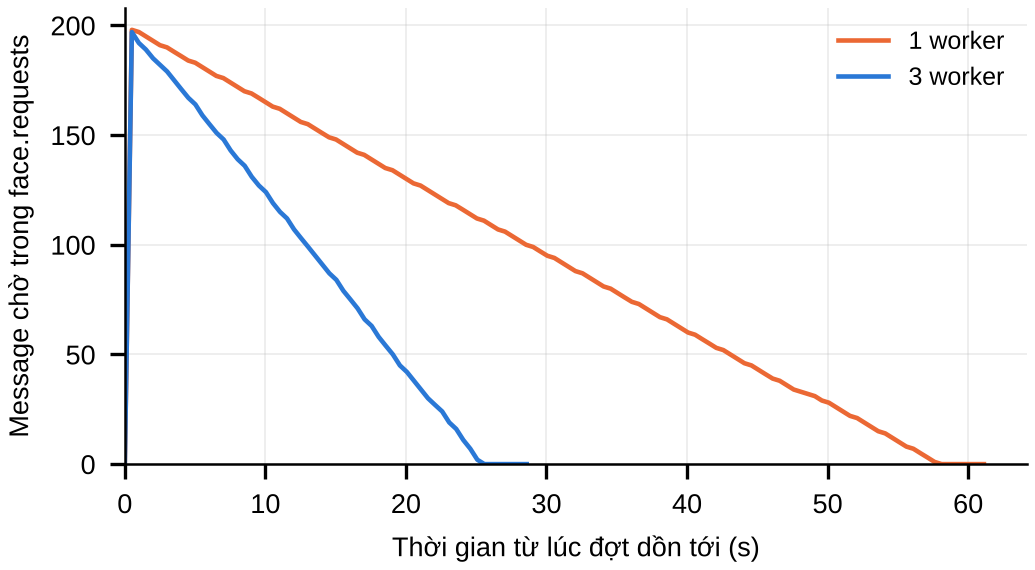 Message chờ trong face.requests
200
150
100
50
0
1 worker
3 worker
0 10 20 30 40 50 60
Thời gian từ lúc đợt dồn tới (s)